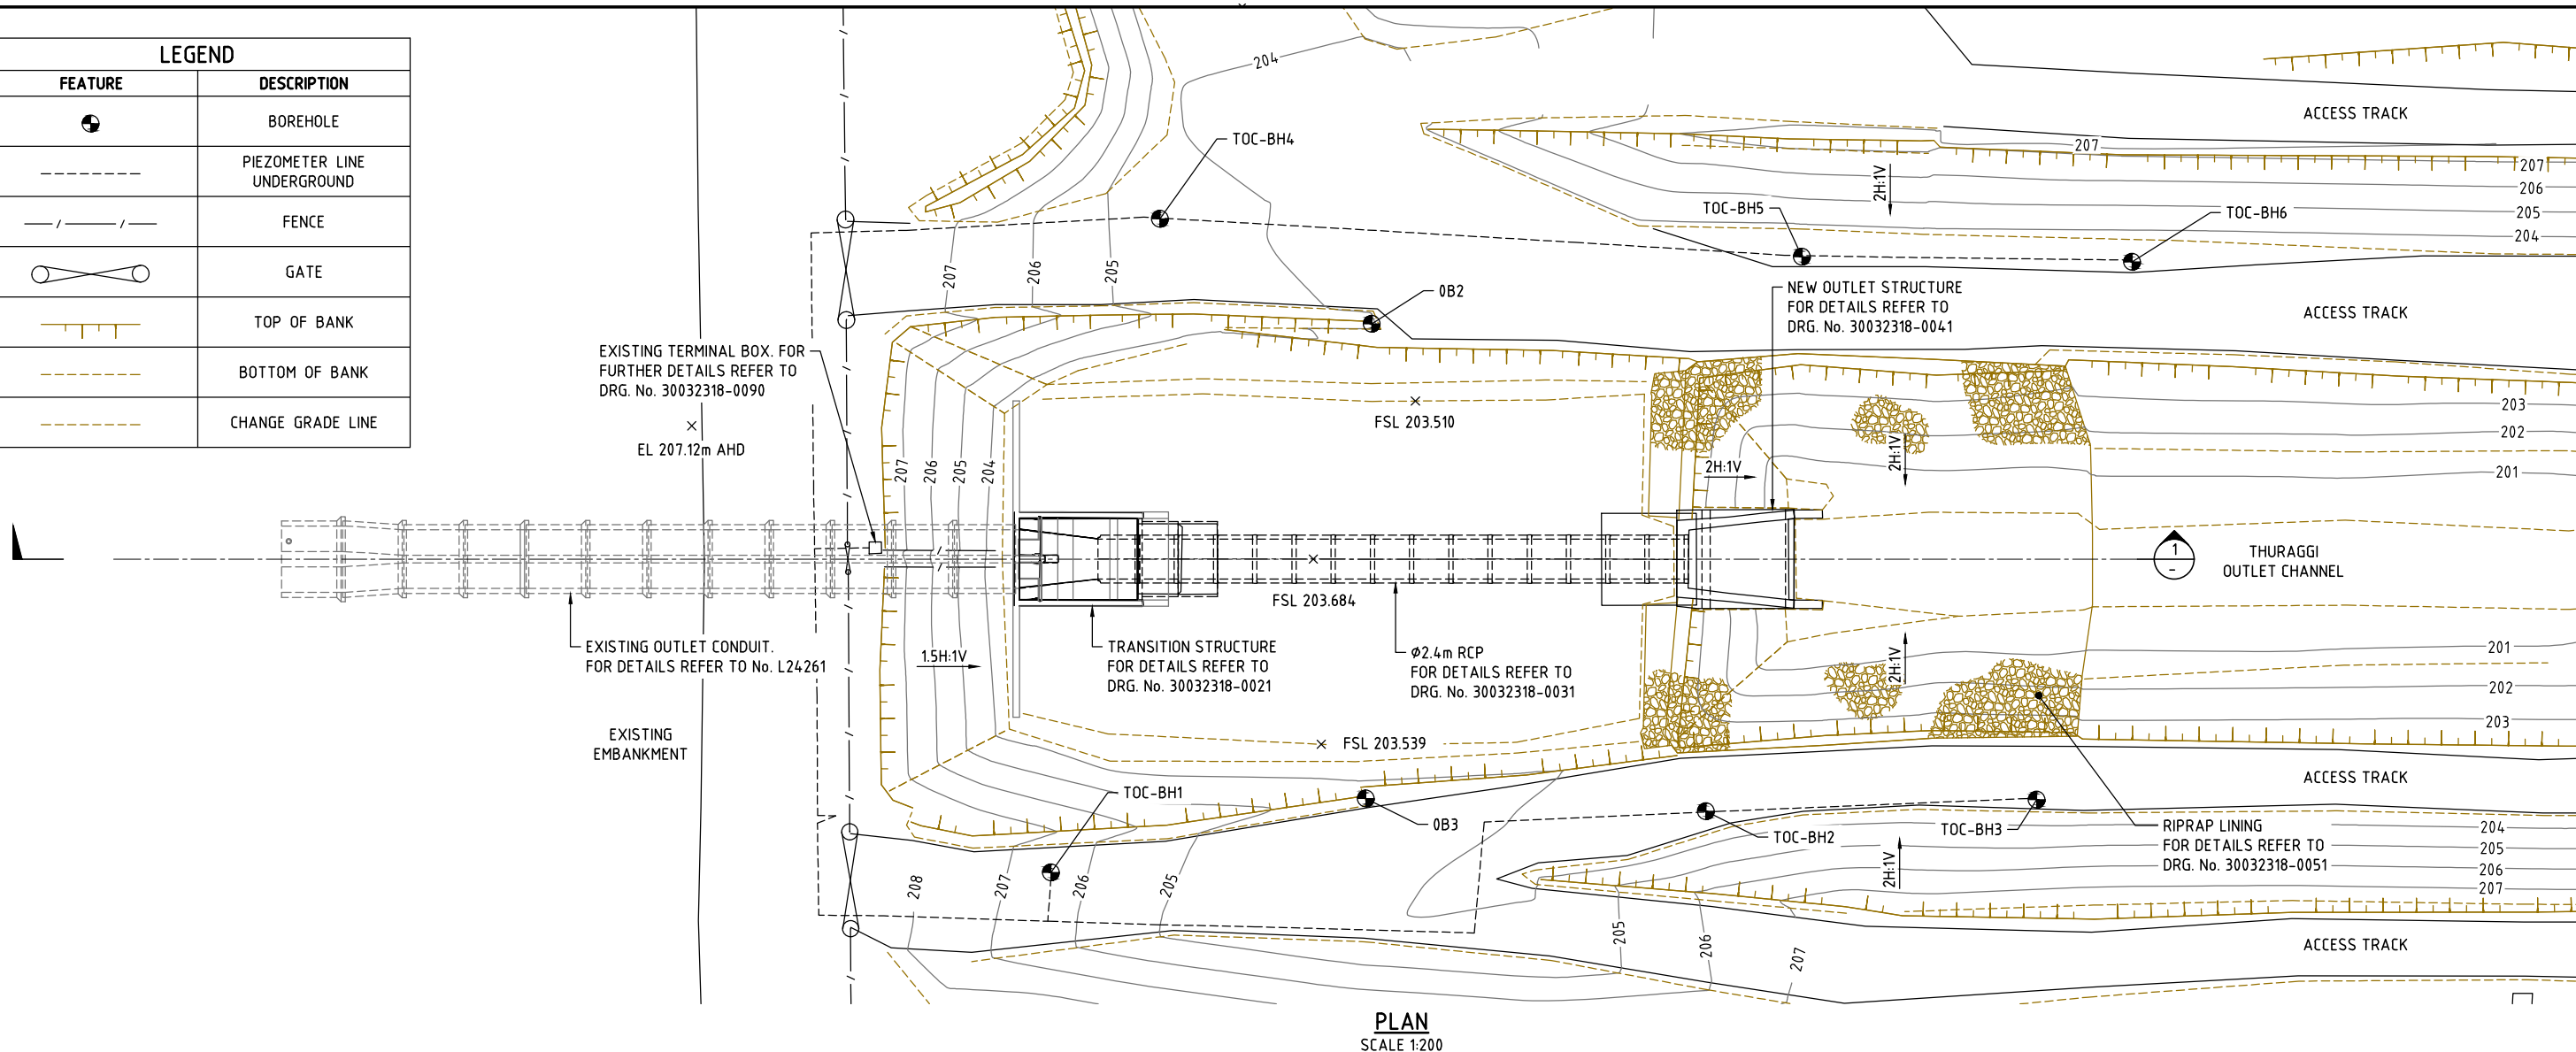 LEGEND
FEATURE
DESCRIPTION
BOREHOLE
PIEZOMETER LINE
UNDERGROUND
FENCE
GATE
TOP OF BANK
BOTTOM OF BANK
CHANGE GRADE LINE
204
ACCESS TRACK
TOC-BH4
207
207
206
205
204
2H:1V
TOC-BH5
TOC-BH6
207
206
205
0B2
NEW OUTLET STRUCTURE
FOR DETAILS REFER TO
DRG. No. 30032318-0041
ACCESS TRACK
EXISTING TERMINAL BOX. FOR
FURTHER DETAILS REFER TO
DRG. No. 30032318-0090
EL 207.12m AHD
FSL 203.510
203
202
201
2H:1V
2H:1V
207
206
205
204
1
-
THURAGGI
OUTLET CHANNEL
FSL 203.684
EXISTING OUTLET CONDUIT.
FOR DETAILS REFER TO No. L24261
1.5H:1V
TRANSITION STRUCTURE
FOR DETAILS REFER TO
DRG. No. 30032318-0021
Ø2.4m RCP
FOR DETAILS REFER TO
DRG. No. 30032318-0031
2H:1V
201
202
203
EXISTING
EMBANKMENT
FSL 203.539
ACCESS TRACK
TOC-BH1
0B3
TOC-BH2
TOC-BH3
RIPRAP LINING
FOR DETAILS REFER TO
DRG. No. 30032318-0051
204
205
206
207
2H:1V
208
207
206
205
205
206
207
ACCESS TRACK
PLAN
SCALE 1:200